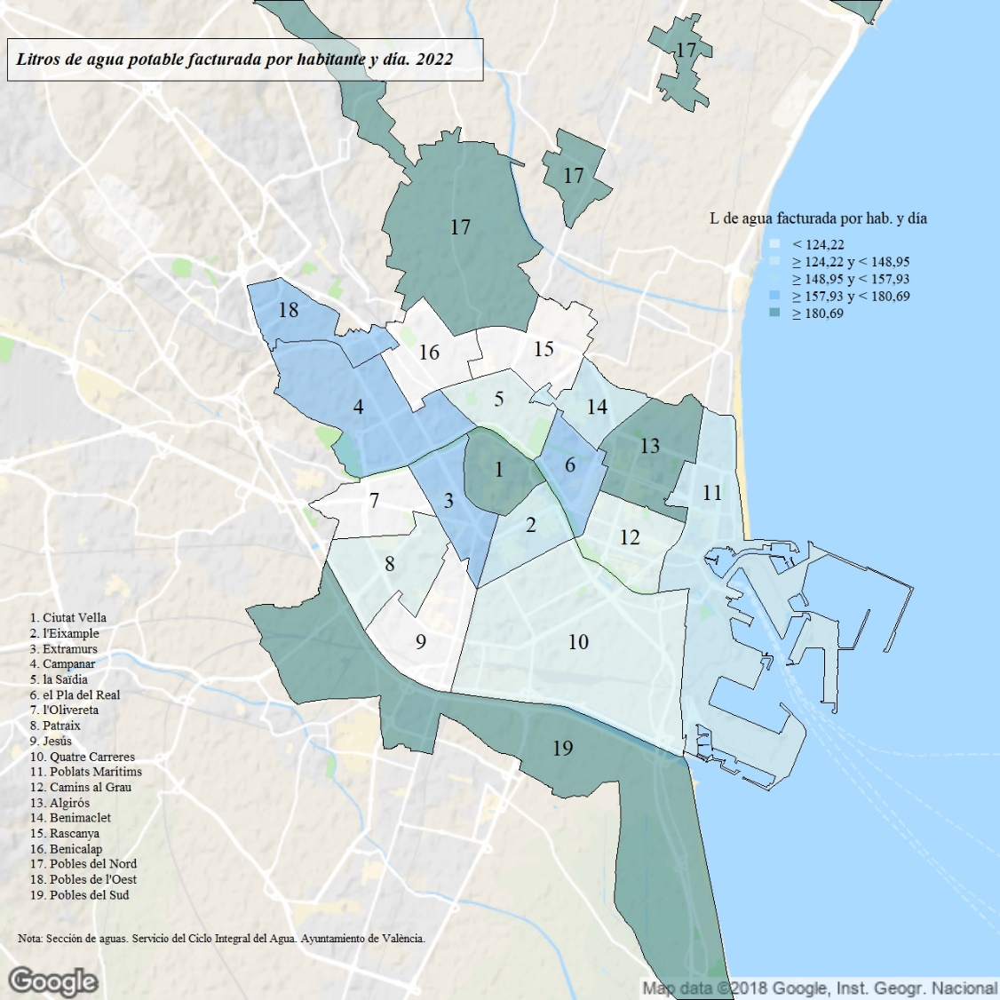 Litros de agua potable facturada por habitante y día. 2022
17
17
17
L de agua facturada por hab. y día
< 124,22
≥ 124,22 y < 148,95
≥ 148,95 y < 157,93
≥ 157,93 y < 180,69
≥ 180,69
18
16
15
5
14
4
13
6
1
11
3
7
2
12
8
9
10
19
1. Ciutat Vella
2. l'Eixample
3. Extramurs
4. Campanar
5. la Saïdia
6. el Pla del Real
7. l'Olivereta
8. Patraix
9. Jesús
10. Quatre Carreres
11. Poblats Marítims
12. Camins al Grau
13. Algirós
14. Benimaclet
15. Rascanya
16. Benicalap
17. Pobles del Nord
18. Pobles de l'Oest
19. Pobles del Sud
Nota: Sección de aguas. Servicio del Ciclo Integral del Agua. Ayuntamiento de València.
Google
Map data ©2018 Google, Inst. Geogr. Nacional